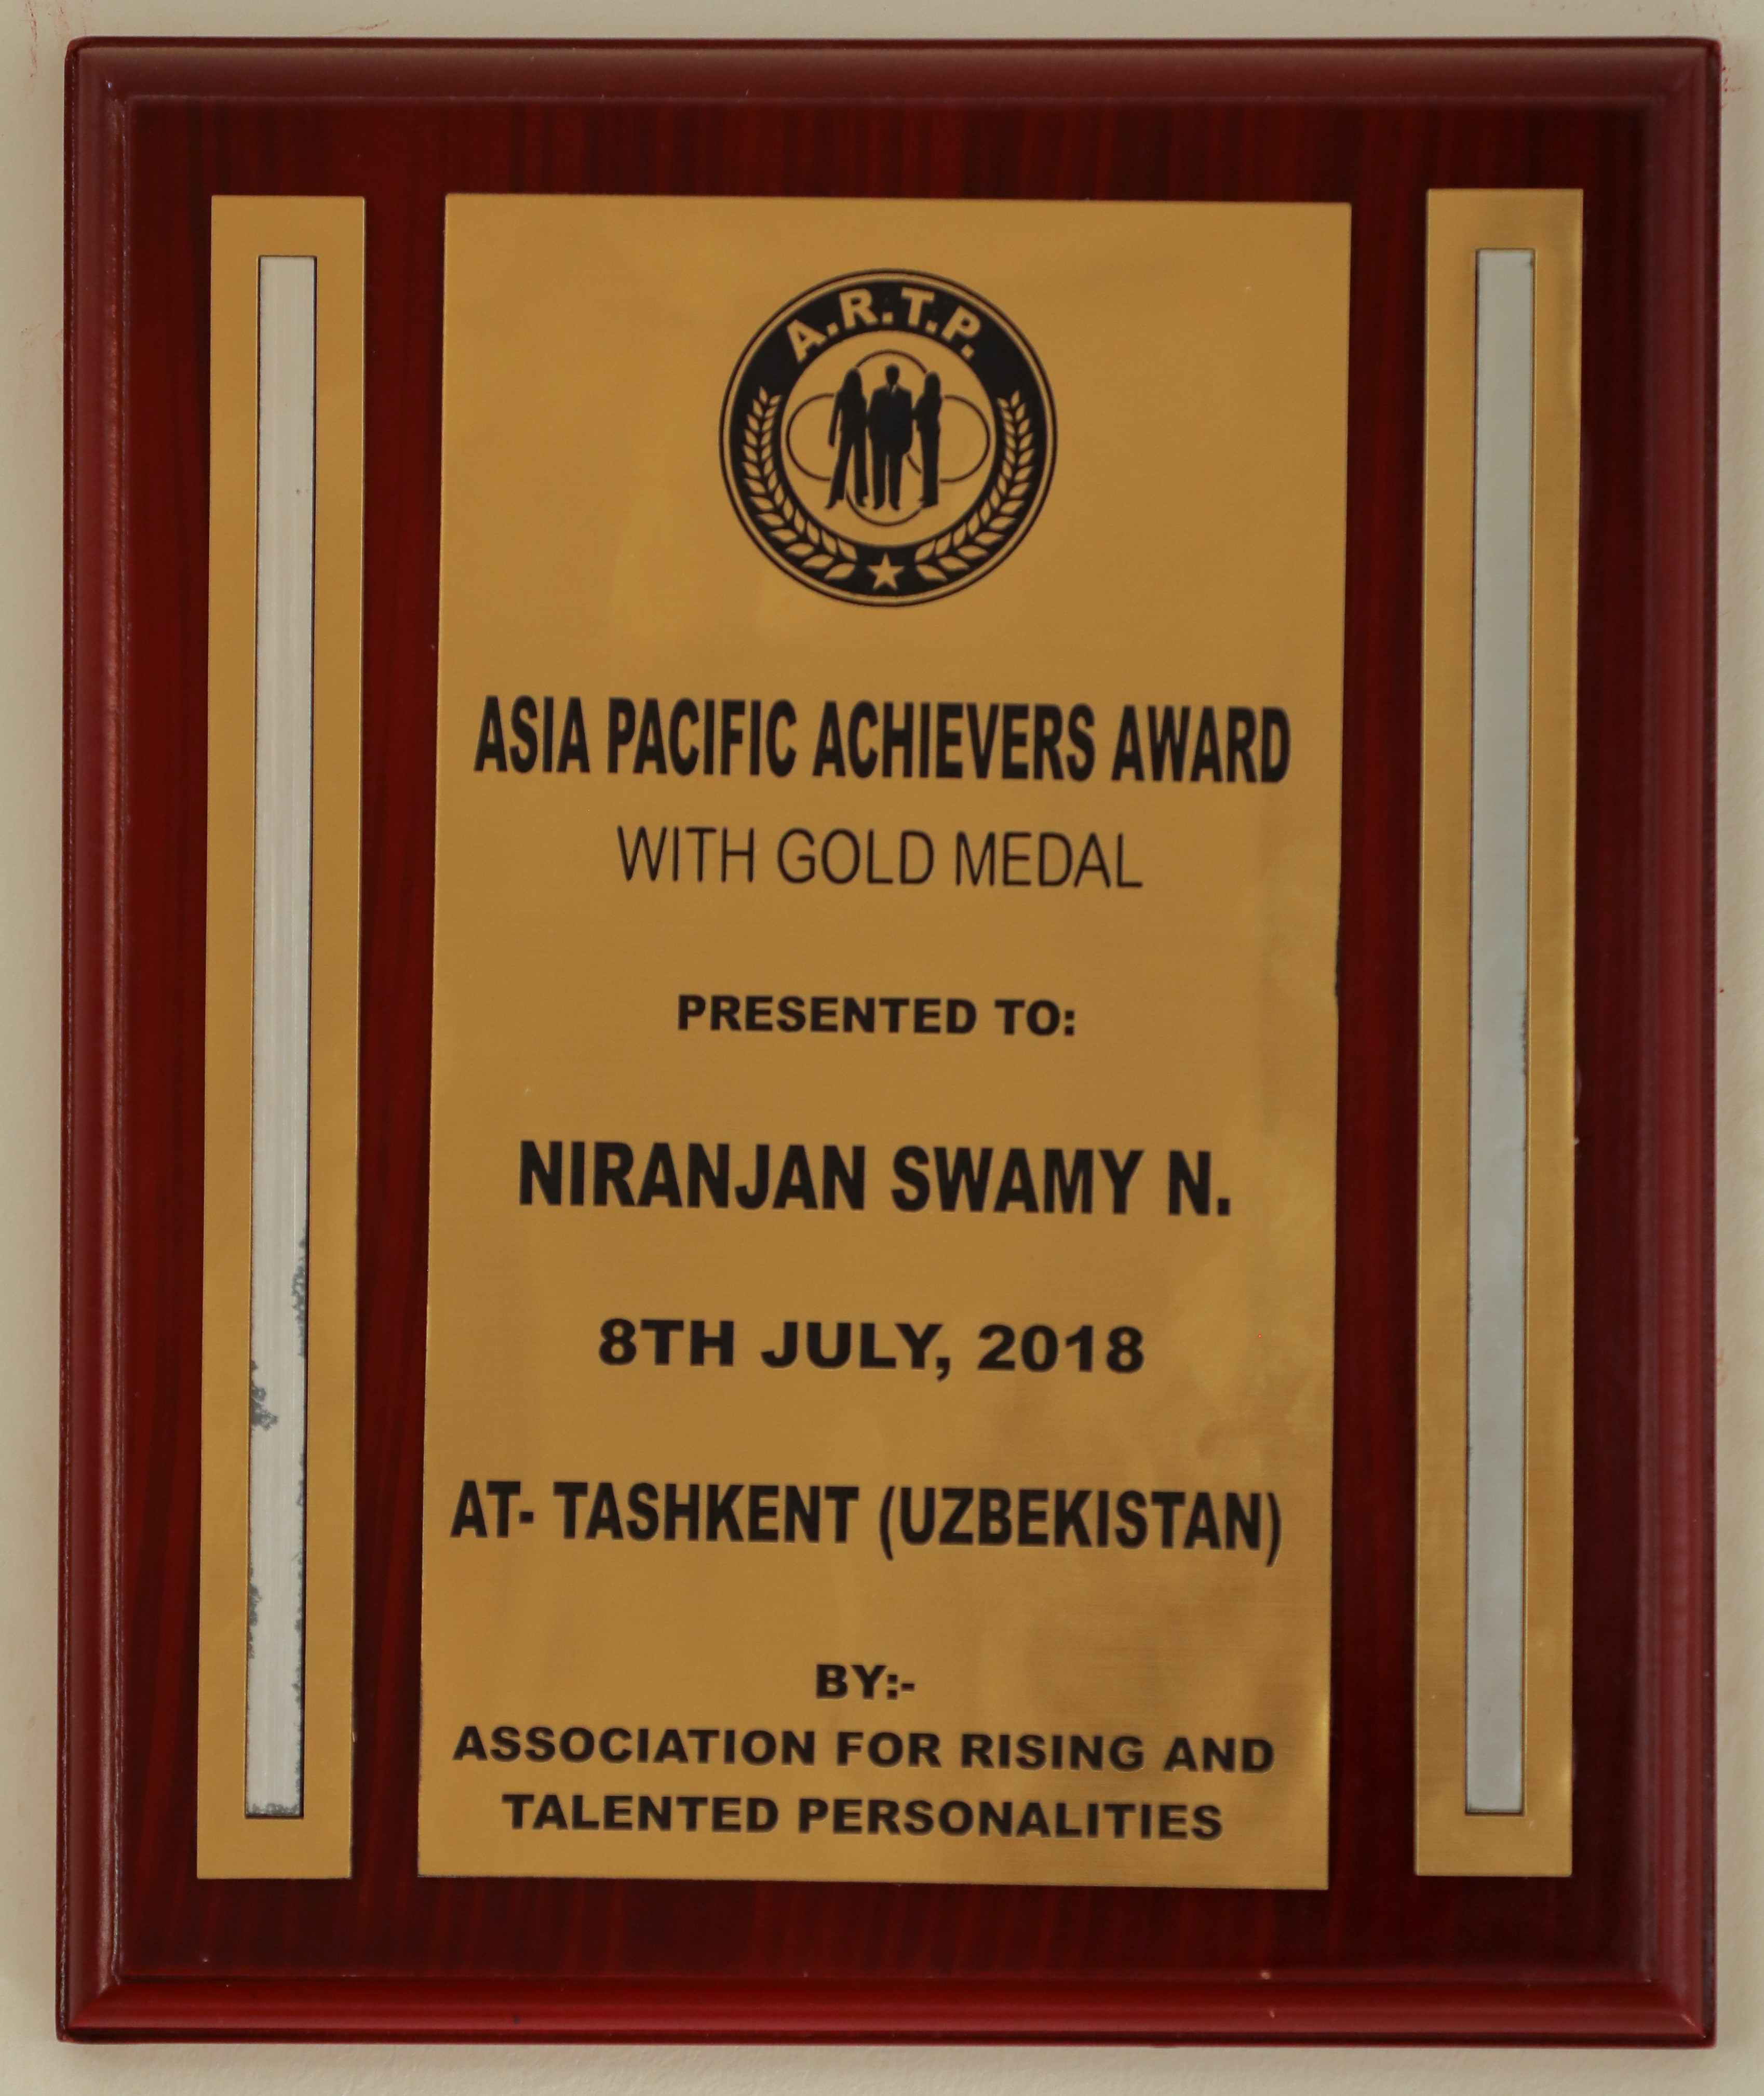 A.R.T.P.
ASIA PACIFIC ACHIEVERS AWARD
WITH GOLD MEDAL
PRESENTED TO:
NIRANJAN SWAMY N.
8TH JULY, 2018
AT- TASHKENT (UZBEKISTAN)
BY:-
ASSOCIATION FOR RISING AND
TALENTED PERSONALITIES